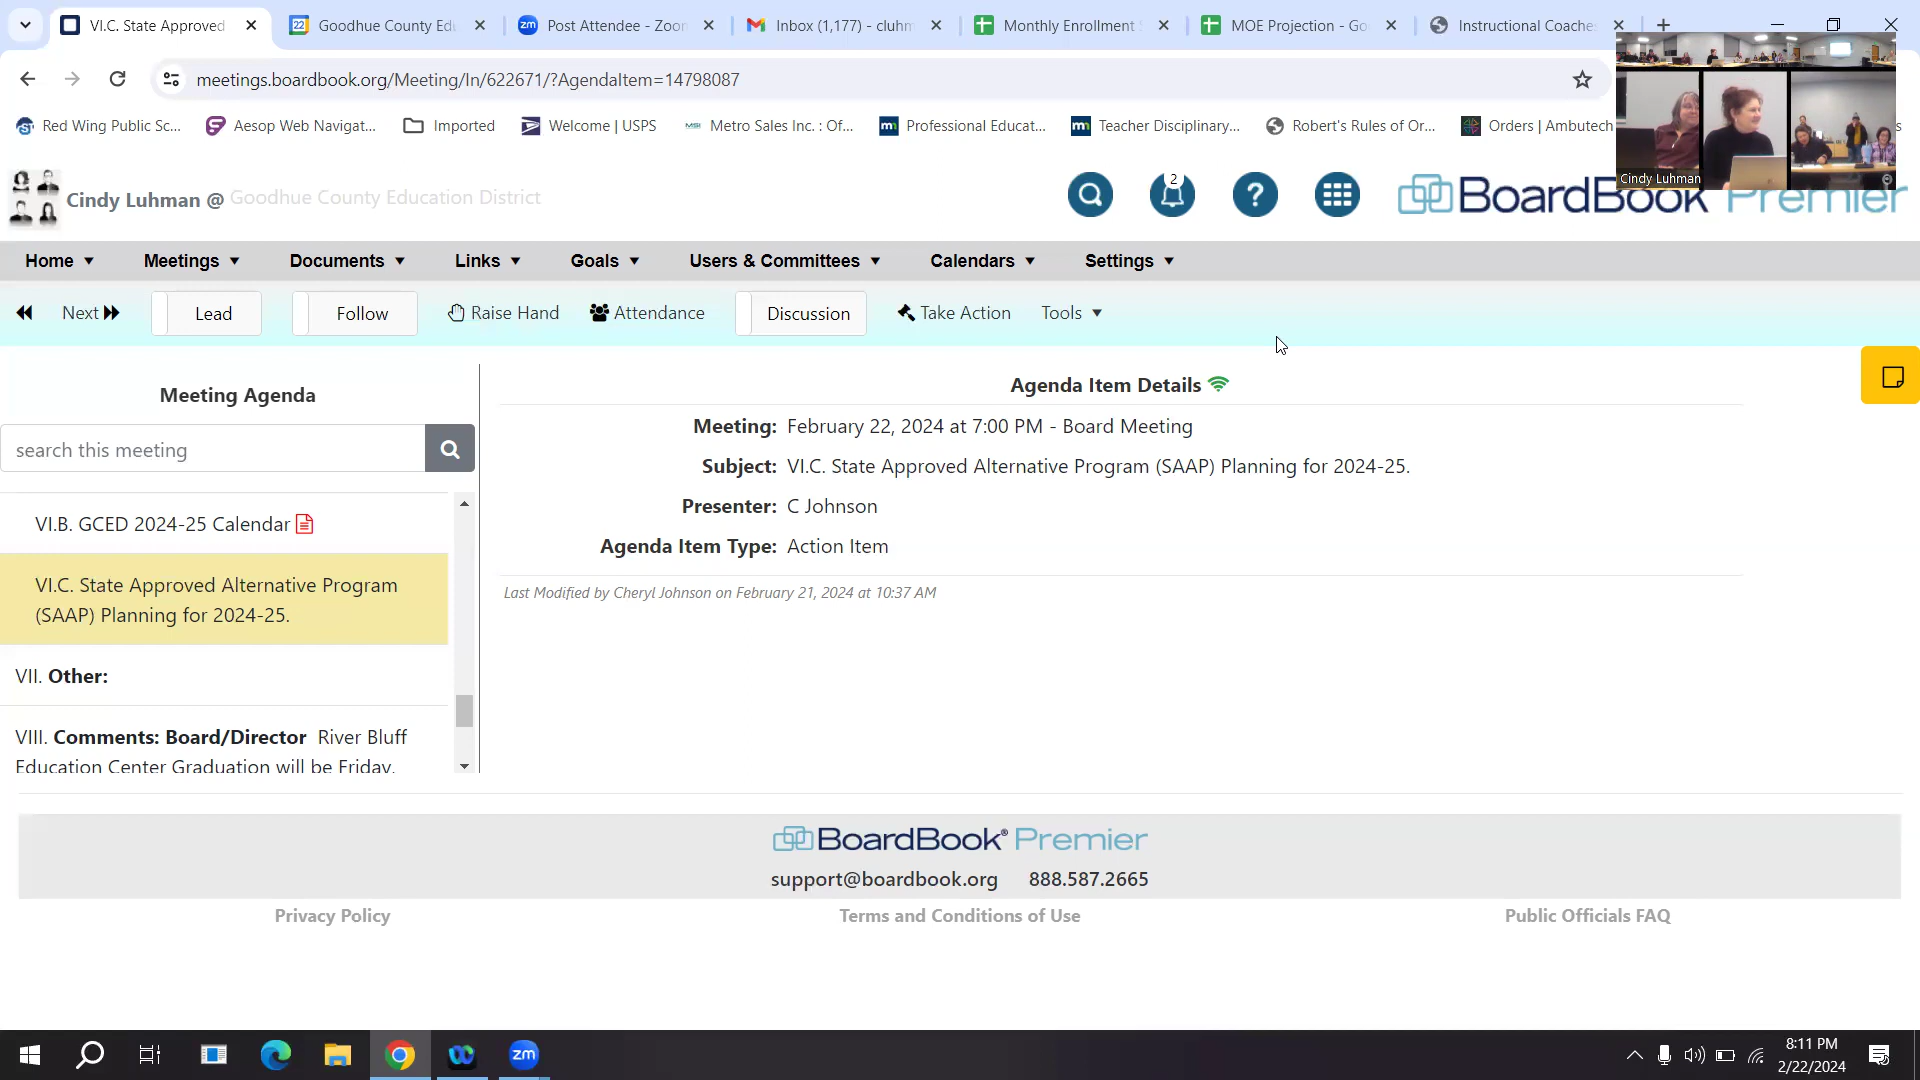 VI.C. State Approved
Goodhue County Edu
Post Attendee - Zoom
Inbox (1,177) - cluhm
Monthly Enrollment S
MOE Projection - Go
Instructional Coache
meetings.boardbook.org/Meeting/In/622671/?AgendaItem=14798087
Red Wing Public Sc...
Aesop Web Navigat...
Imported
Welcome | USPS
Metro Sales Inc. : Of...
Professional Educat...
Teacher Disciplinary...
Robert's Rules of Or...
Orders | Ambutech
Cindy Luhman
Cindy Luhman @ Goodhue County Education District
2
BoardBook Premier
Home
Meetings
Documents
Links
Goals
Users & Committees
Calendars
Settings
Next
Lead
Follow
Raise Hand
Attendance
Discussion
Take Action
Tools
Meeting Agenda
search this meeting
VI.B. GCED 2024-25 Calendar
VI.C. State Approved Alternative Program
(SAAP) Planning for 2024-25.
VII. Other:
VIII. Comments: Board/Director River Bluff
Education Center Graduation will be Friday,
Agenda Item Details
Meeting: February 22, 2024 at 7:00 PM - Board Meeting
Subject: VI.C. State Approved Alternative Program (SAAP) Planning for 2024-25.
Presenter: C Johnson
Agenda Item Type: Action Item
Last Modified by Cheryl Johnson on February 21, 2024 at 10:37 AM
BoardBook® Premier
support@boardbook.org 888.587.2665
Privacy Policy
Terms and Conditions of Use
Public Officials FAQ
8:11 PM
2/22/2024